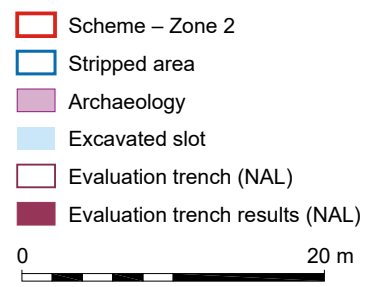 Scheme – Zone 2
Stripped area
Archaeology
Excavated slot
Evaluation trench (NAL)
Evaluation trench results (NAL)
0 20 m